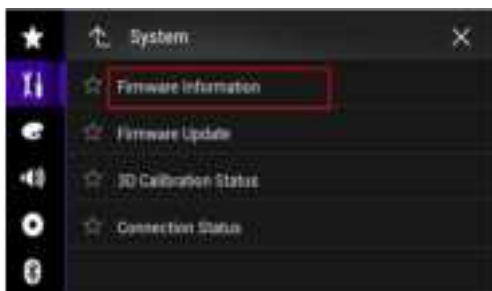 System
Firmware Information
Firmware Update
3D Calibration Status
Connection Status